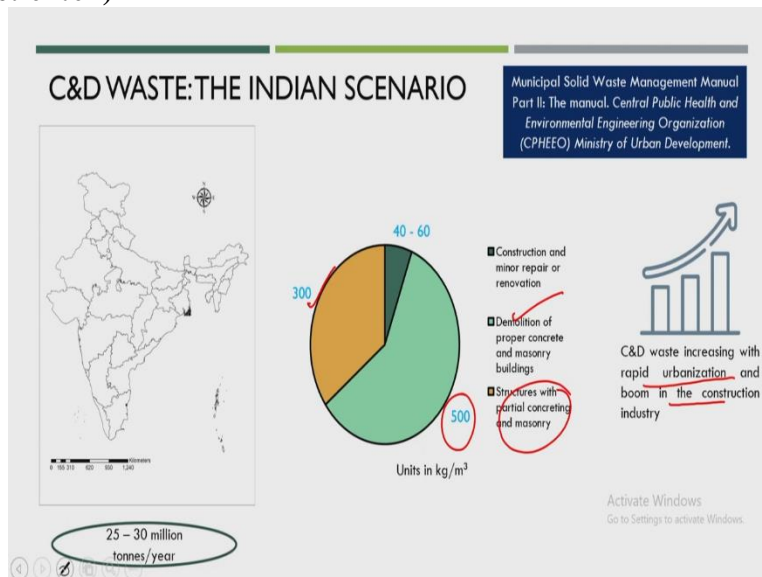 C&D WASTE: THE INDIAN SCENARIO
Municipal Solid Waste Management Manual
Part II: The manual. Central Public Health and
Environmental Engineering Organization
(CPHEEO) Ministry of Urban Development.
40 - 60
300
500
Units in kg/m³
Construction and
minor repair or
renovation
Demolition of
proper concrete
and masonry
buildings
Structures with
partial concreting
and masonry
C&D waste increasing with
rapid urbanization and
boom in the construction
industry
Kilometers
25 – 30 million
tonnes/year
Activate Windows
Go to Settings to activate Windows.